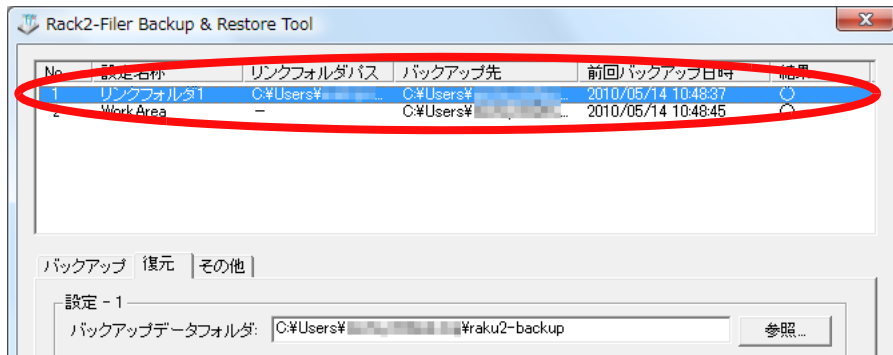 Rack2-Filer Backup & Restore Tool
No 設定名称 リンクフォルダパス バックアップ先 前回バックアップ日時 結果
1 リンクフォルダ1 C:¥Users¥ ... C:¥Users¥ ... 2010/05/14 10:48:37 ○
2 WorkArea - C:¥Users¥ ... 2010/05/14 10:48:45 ○
バックアップ 復元 その他
設定 - 1
バックアップデータフォルダ: C:¥Users¥ ¥raku2-backup 参照...